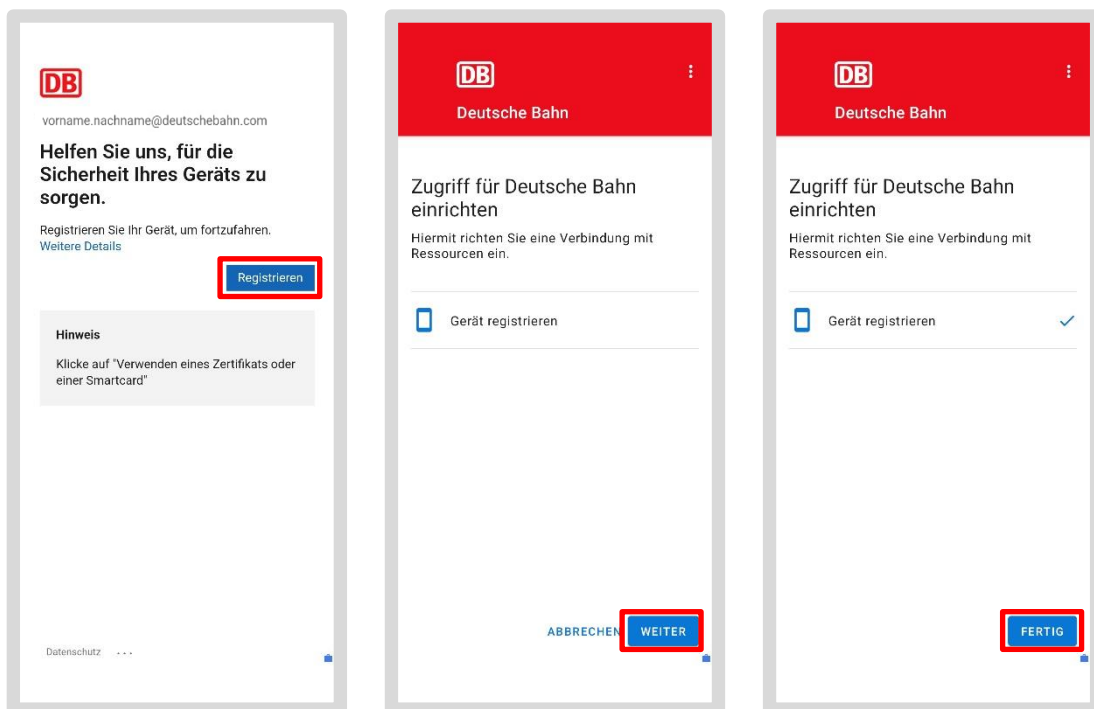 DB
vorname.nachname@deutschebahn.com
Helfen Sie uns, für die
Sicherheit Ihres Geräts zu
sorgen.
Registrieren Sie Ihr Gerät, um fortzufahren.
Weitere Details
Registrieren
Hinweis
Klicke auf "Verwenden eines Zertifikats oder
einer Smartcard"
Datenschutz ...
DB
Deutsche Bahn
Zugriff für Deutsche Bahn
einrichten
Hiermit richten Sie eine Verbindung mit
Ressourcen ein.
Gerät registrieren
ABBRECHEN WEITER
DB
Deutsche Bahn
Zugriff für Deutsche Bahn
einrichten
Hiermit richten Sie eine Verbindung mit
Ressourcen ein.
Gerät registrieren
FERTIG